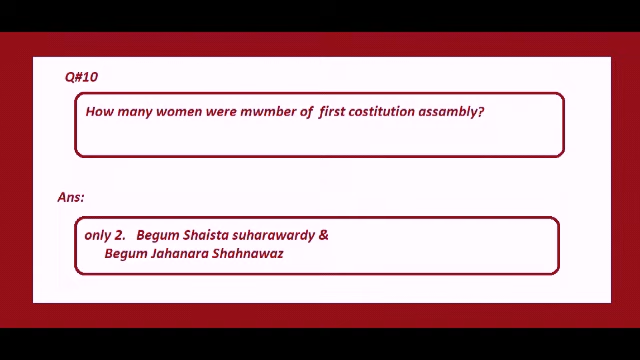 Q#10
How many women were mwmber of first costitution assambly?
Ans:
only 2. Begum Shaista suharawardy &
Begum Jahanara Shahnawaz